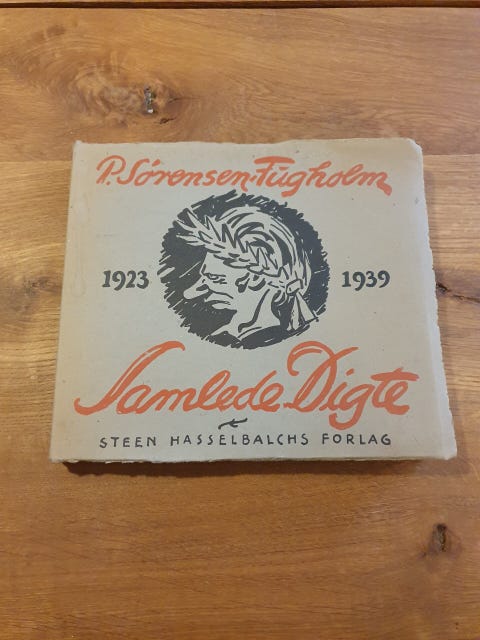 P. Sørensen-Fugholm
1923 1939
Samlede Digte
STEEN HASSELBALCHS FORLAG